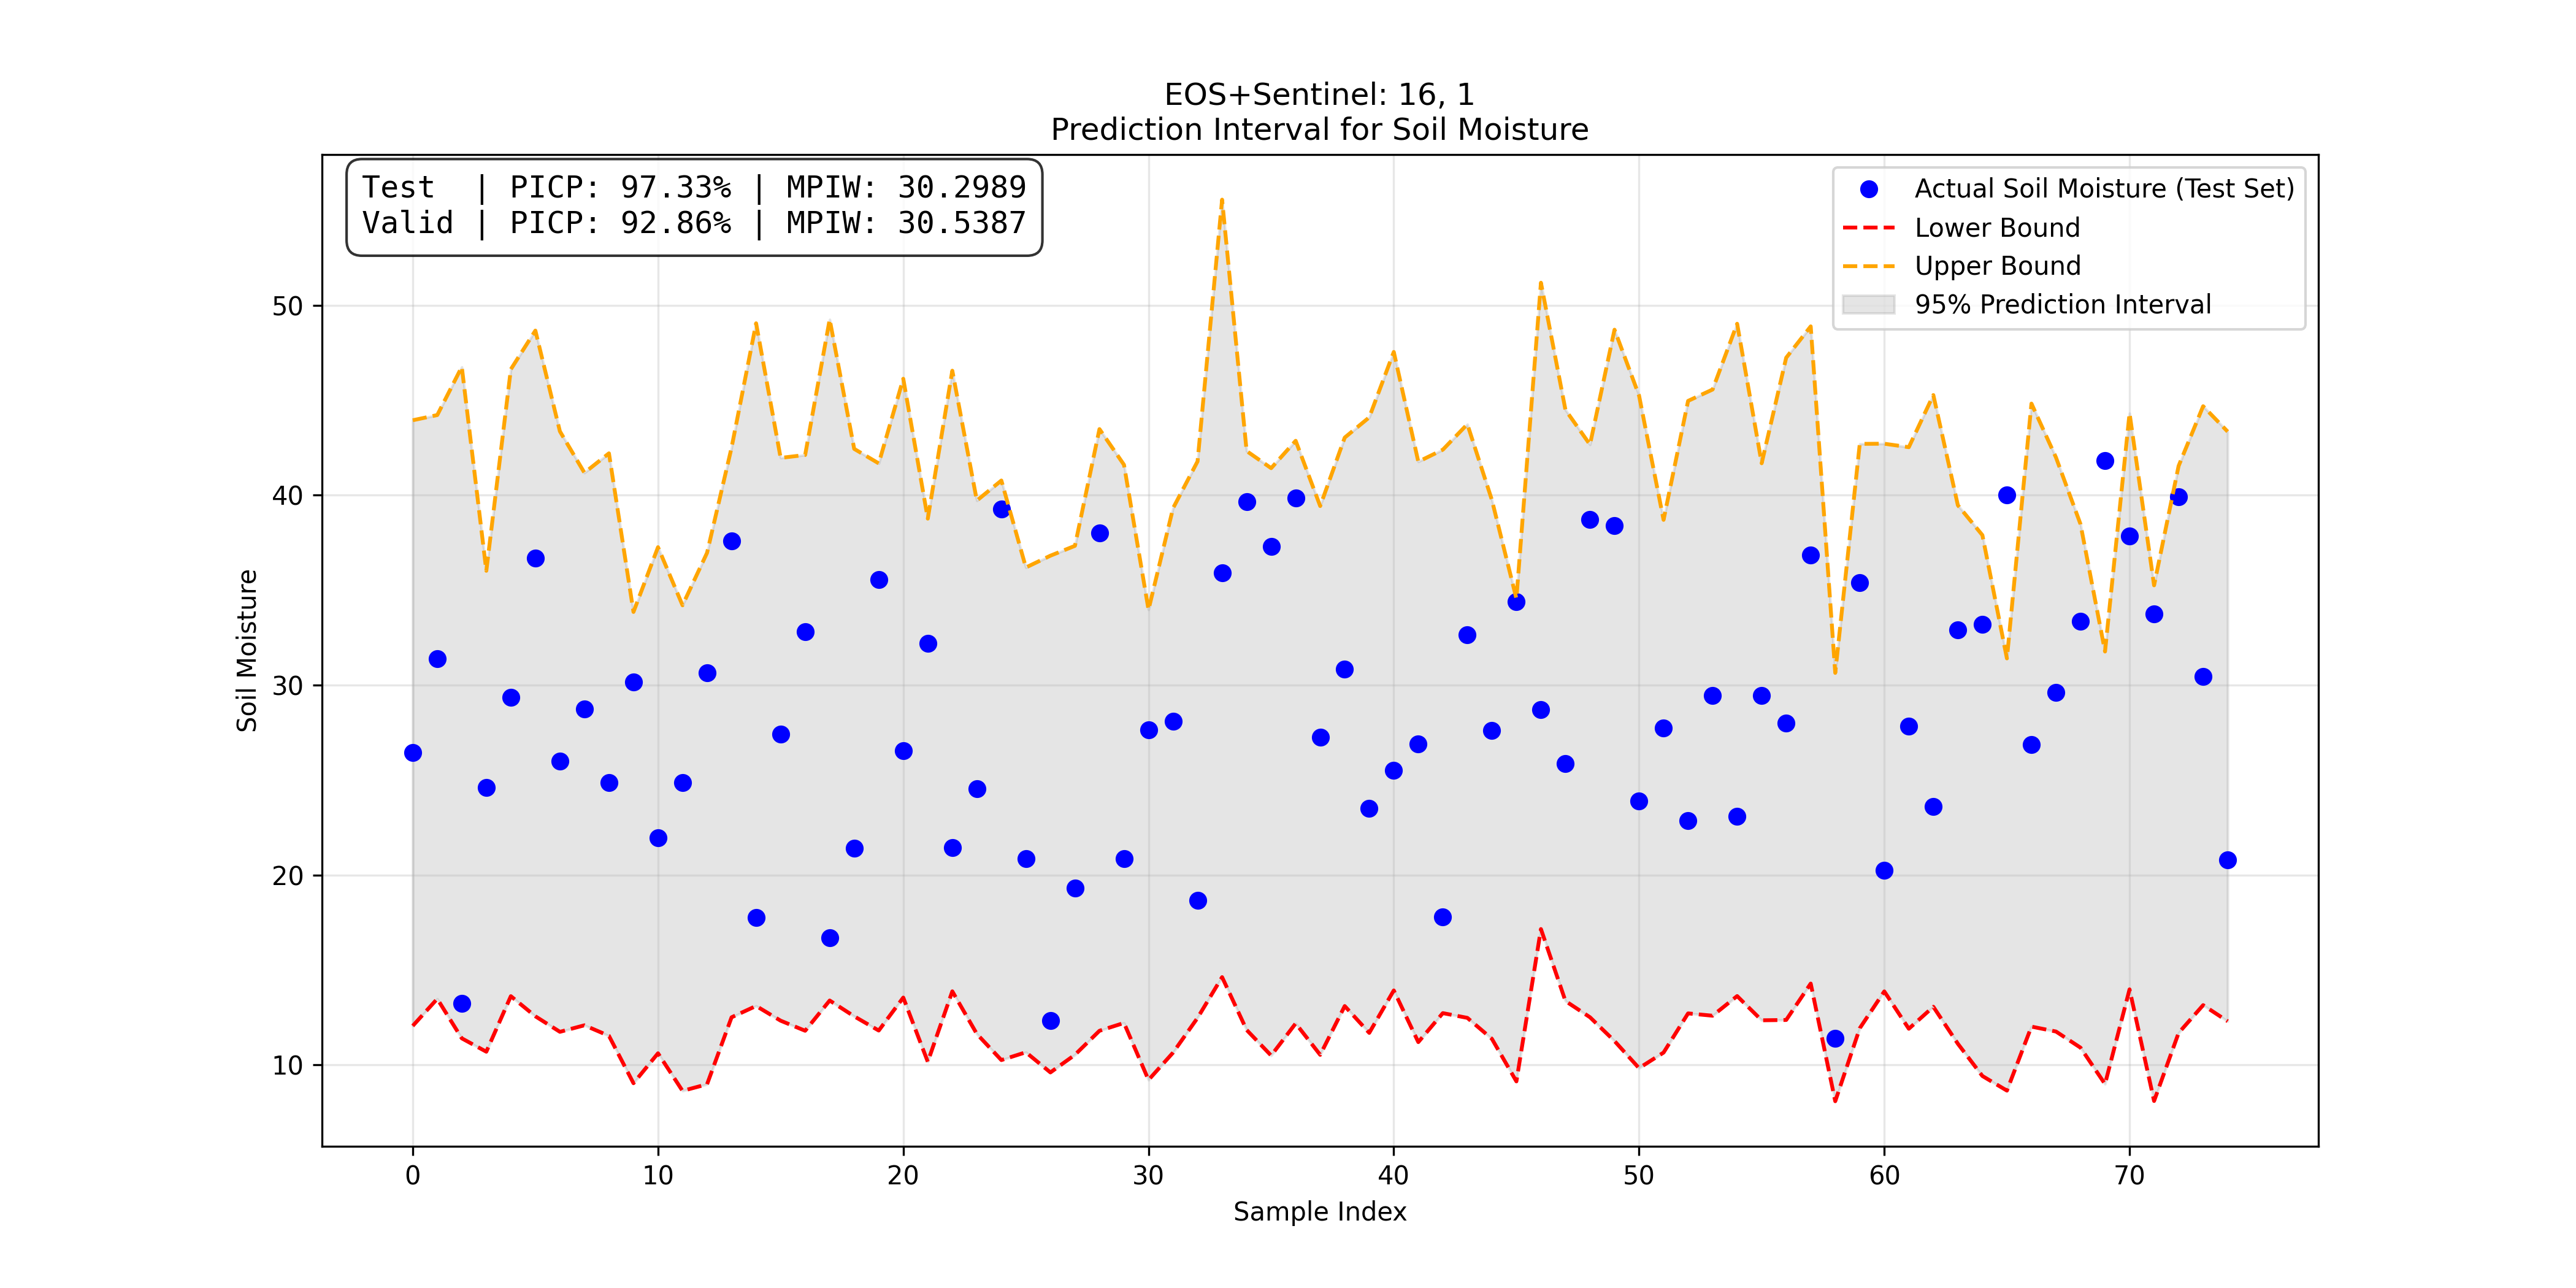 EOS+Sentinel: 16, 1
Prediction Interval for Soil Moisture
Test  | PICP: 97.33% | MPIW: 30.2989
Valid | PICP: 92.86% | MPIW: 30.5387
Actual Soil Moisture (Test Set)
Lower Bound
Upper Bound
95% Prediction Interval
Soil Moisture
50
40
30
20
10
0 10 20 30 40 50 60 70
Sample Index